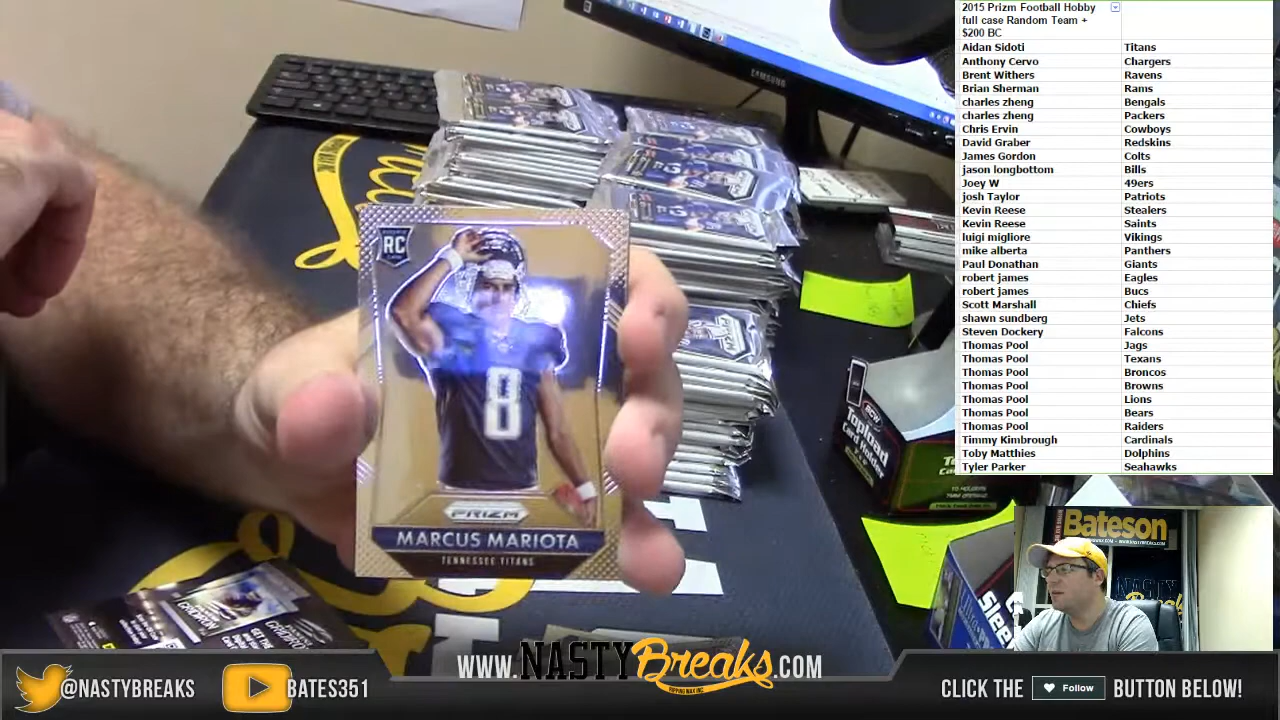 2015 Prizm Football Hobby
full case Random Team +
$200 BC
Aidan Sidoti Titans
Anthony Cervo Chargers
Brent Withers Ravens
Brian Sherman Rams
charles zheng Bengals
charles zheng Packers
Chris Ervin Cowboys
David Graber Redskins
James Gordon Colts
jason longbottom Bills
Joey W 49ers
josh Taylor Patriots
Kevin Reese Stealers
Kevin Reese Saints
luigi migliore Vikings
mike alberta Panthers
Paul Donathan Giants
robert james Eagles
robert james Bucs
Scott Marshall Chiefs
shawn sundberg Jets
Steven Dockery Falcons
Thomas Pool Jags
Thomas Pool Texans
Thomas Pool Broncos
Thomas Pool Browns
Thomas Pool Lions
Thomas Pool Bears
Thomas Pool Raiders
Timmy Kimbrough Cardinals
Toby Matthies Dolphins
Tyler Parker Seahawks
SAMSUNG
RC
8
PRIZM
MARCUS MARIOTA
TENNESSEE TITANS
BCW
Topload
Card Holder
Bateson
NASTY
Breaks
@NASTYBREAKS
BATES351
WWW.NASTYBreaks.COM
CLICK THE Follow BUTTON BELOW!